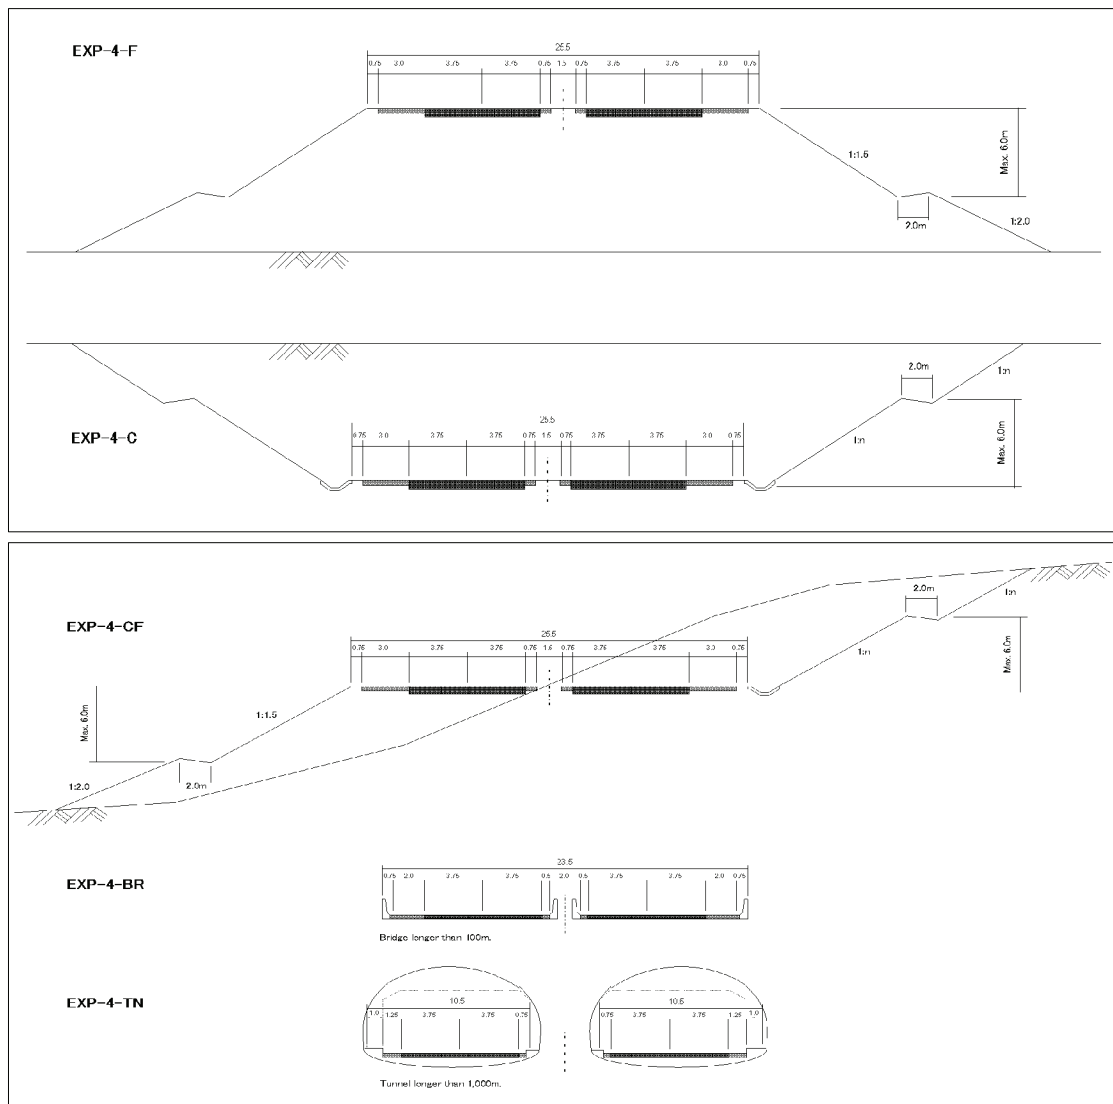 EXP-4-F
25.5
0.75 3.0 3.75 3.75 0.75 1.5 0.75 3.75 3.75 3.0 0.75
1:1.5
Max. 6.0m
2.0m
1:2.0
2.0m
1:n
EXP-4-C
25.5
0.75 3.0 3.75 3.75 0.75 1.5 0.75 3.75 3.75 3.0 0.75
1:n
Max. 6.0m
2.0m
1:n
EXP-4-CF
25.5
0.75 3.0 3.75 3.75 0.75 1.5 0.75 3.75 3.75 3.0 0.75
1:n
Max. 6.0m
Max. 6.0m
1:1.5
1:2.0
2.0m
23.5
EXP-4-BR
0.75 2.0 3.75 3.75 0.5 2.0 0.5 3.75 3.75 2.0 0.75
Bridge longer than 100m.
EXP-4-TN
10.5 10.5
1.0 1.25 3.75 3.75 0.75 0.75 3.75 3.75 1.25 1.0
Tunnel longer than 1,000m.